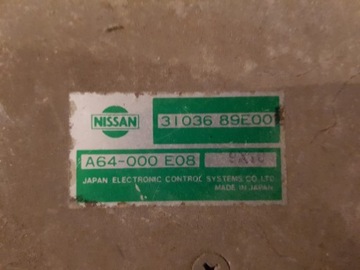 NISSAN
31036 89E00
A64-000 E08
JAPAN ELECTRONIC CONTROL SYSTEMS CO., LTD.
MADE IN JAPAN